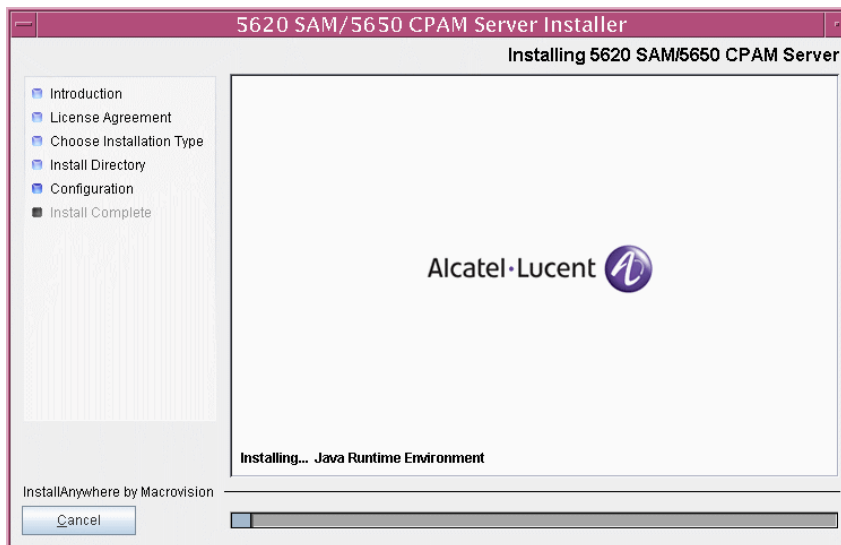 5620 SAM/5650 CPAM Server Installer
Installing 5620 SAM/5650 CPAM Server
Introduction
License Agreement
Choose Installation Type
Install Directory
Configuration
Install Complete
Alcatel·Lucent
Installing... Java Runtime Environment
InstallAnywhere by Macrovision
Cancel